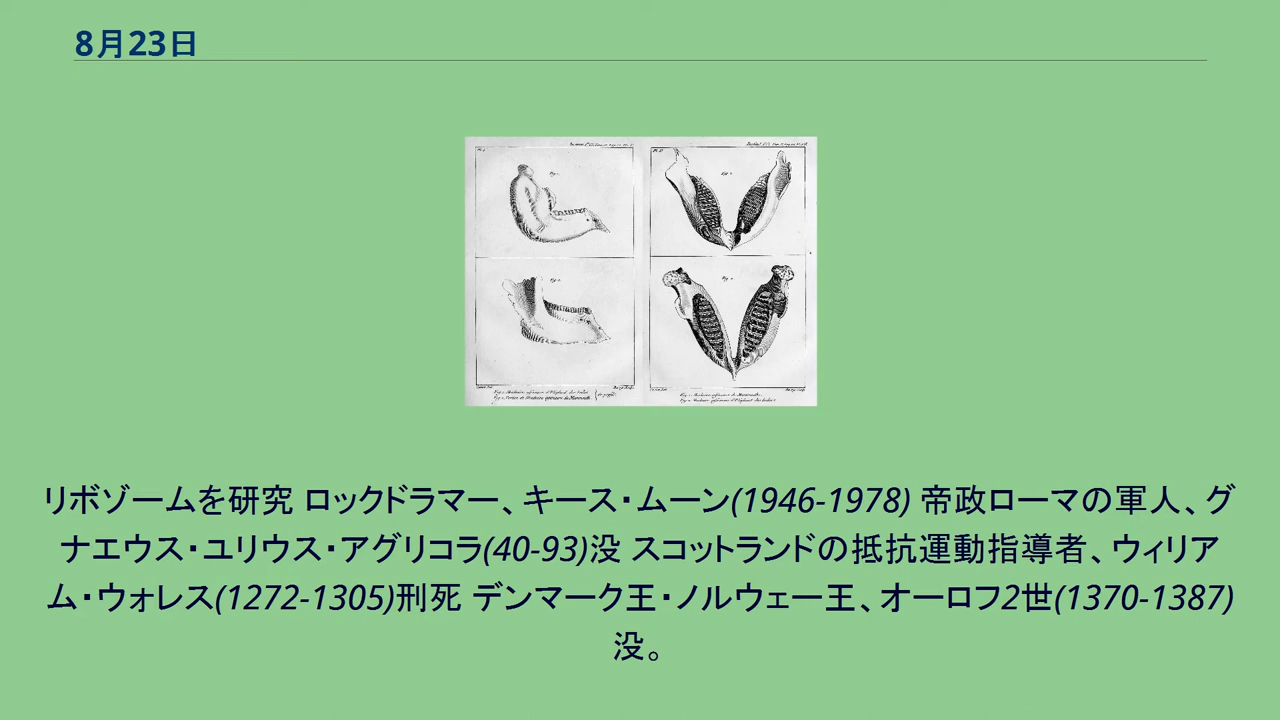 8月23日
リボゾームを研究 ロックドラマー、キース・ムーン(1946-1978) 帝政ローマの軍人、グ
ナエウス・ユリウス・アグリコラ(40-93)没 スコットランドの抵抗運動指導者、ウィリア
ム・ウォレス(1272-1305)刑死 デンマーク王・ノルウェー王、オーロフ2世(1370-1387)
没。